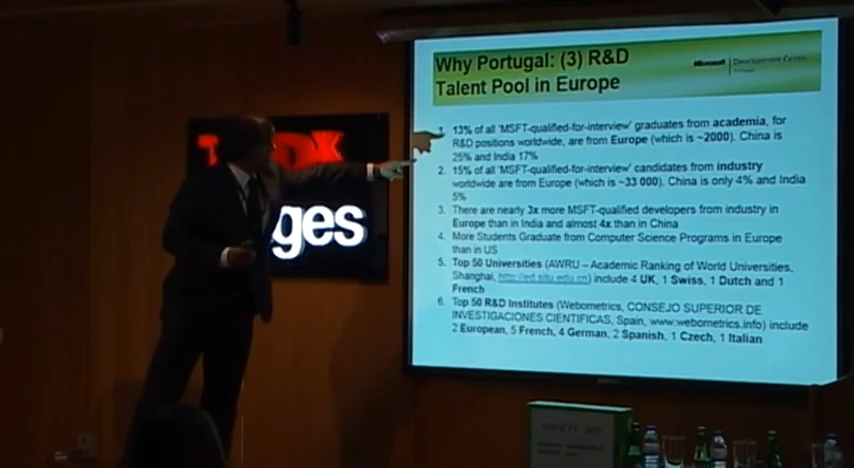 Why Portugal: (3) R&D
Talent Pool in Europe
Microsoft Development Center
ges
13% of all 'MSFT-qualified-for-interview' graduates from academia, for
R&D positions worldwide, are from Europe (which is ~2000). China is
25% and India 17%
2. 15% of all 'MSFT-qualified-for-interview' candidates from industry
worldwide are from Europe (which is ~33 000). China is only 4% and India
5%
3. There are nearly 3x more MSFT-qualified developers from industry in
Europe than in India and almost 4x than in China
4. More Students Graduate from Computer Science Programs in Europe
than in US
5. Top 50 Universities (AWRU – Academic Ranking of World Universities,
Shanghai, http://ed.sjtu.edu.cn) include 4 UK, 1 Swiss, 1 Dutch and 1
French
6. Top 50 R&D Institutes (Webometrics, CONSEJO SUPERIOR DE
INVESTIGACIONES CIENTIFICAS, Spain, www.webometrics.info) include
2 European, 5 French, 4 German, 2 Spanish, 1 Czech, 1 Italian